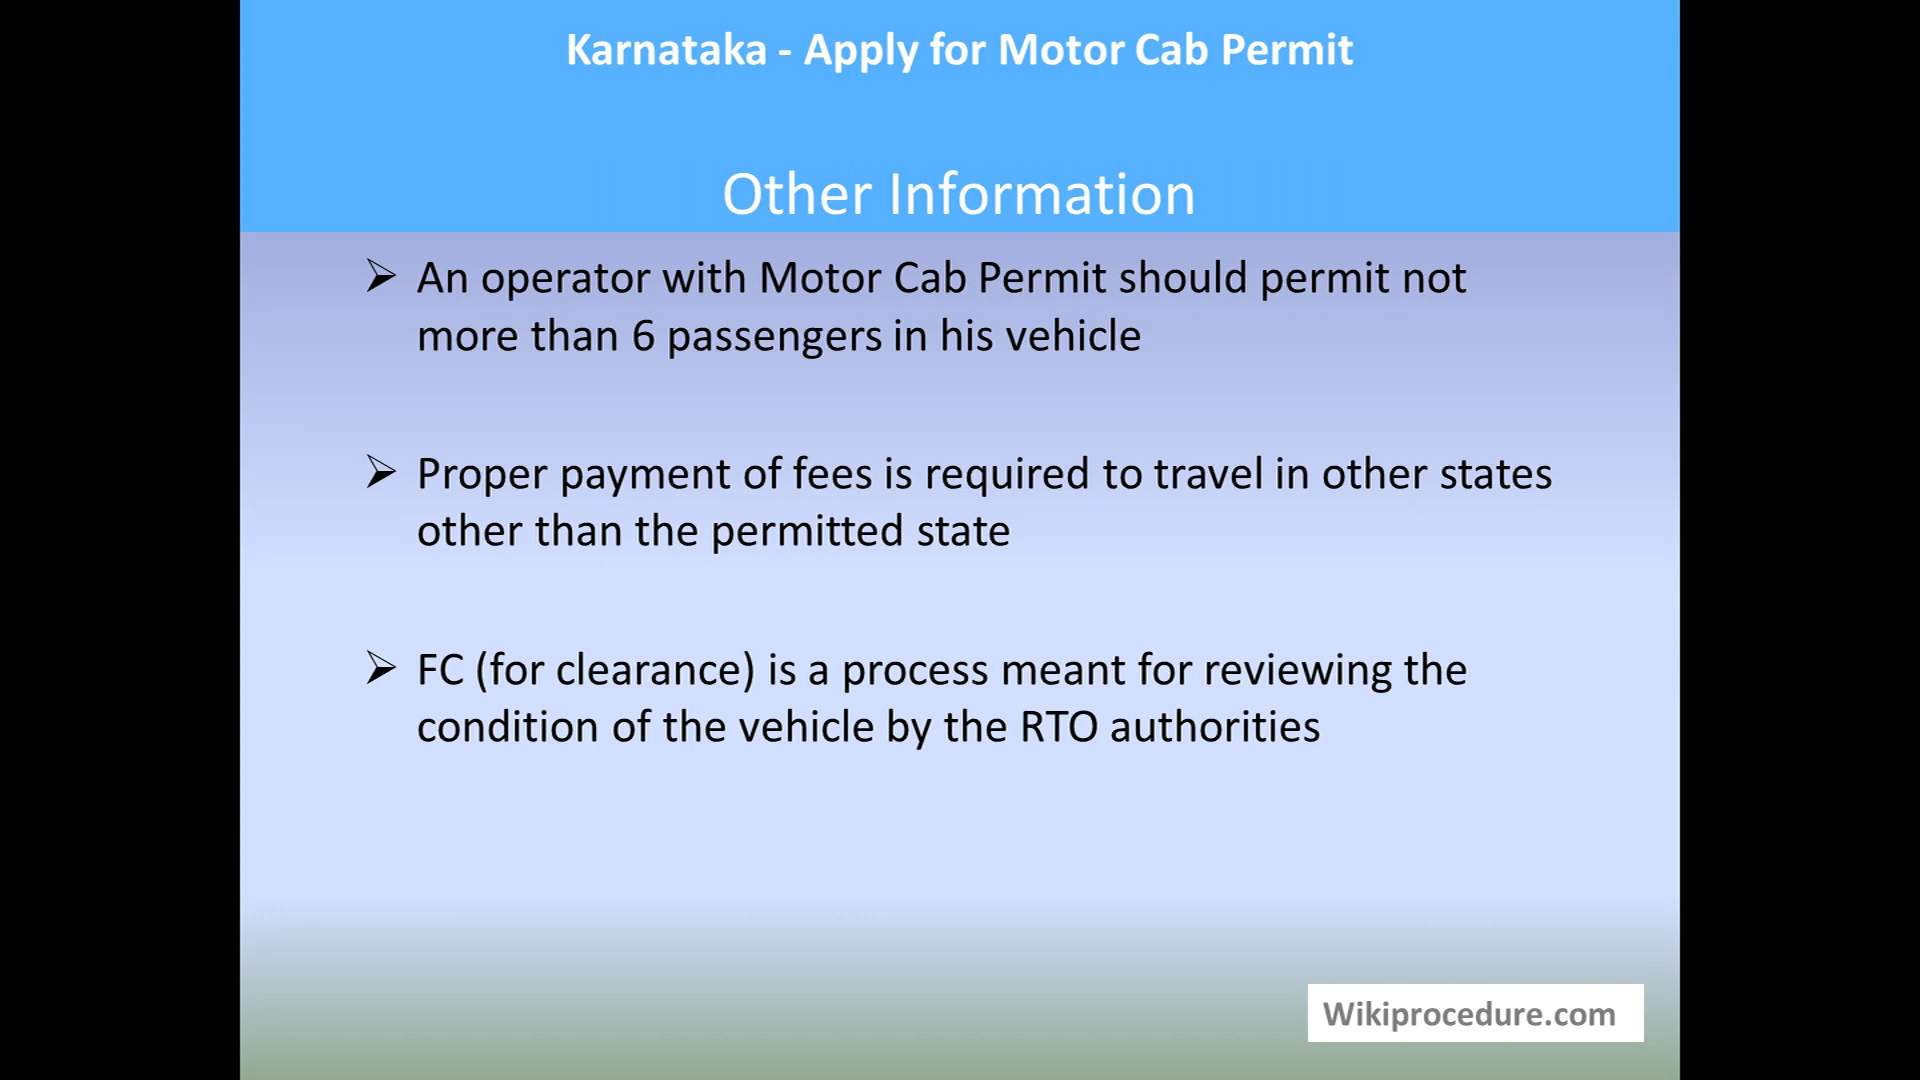 Karnataka - Apply for Motor Cab Permit
Other Information
➢ An operator with Motor Cab Permit should permit not
more than 6 passengers in his vehicle
➢ Proper payment of fees is required to travel in other states
other than the permitted state
➢ FC (for clearance) is a process meant for reviewing the
condition of the vehicle by the RTO authorities
Wikiprocedure.com